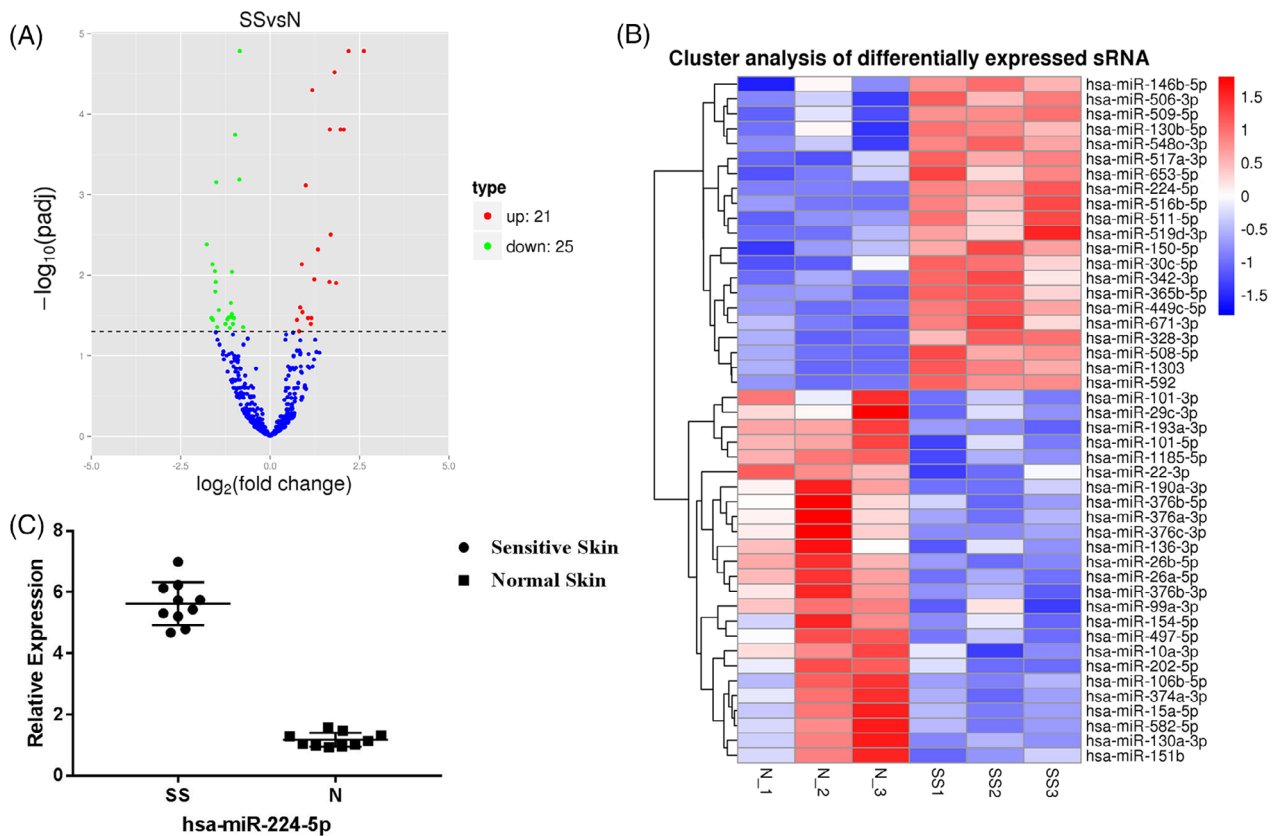 (A)
SSvsN
5
4
3
2
1
0
-5.0
-2.5
0.0
2.5
5.0
−log10(padj)
log2(fold change)
type
up: 21
down: 25
(B)
Cluster analysis of differentially expressed sRNA
hsa-miR-146b-5p
hsa-miR-506-3p
hsa-miR-509-5p
hsa-miR-130b-5p
hsa-miR-548o-3p
hsa-miR-517a-3p
hsa-miR-653-5p
hsa-miR-224-5p
hsa-miR-516b-5p
hsa-miR-511-5p
hsa-miR-519d-3p
hsa-miR-150-5p
hsa-miR-30c-5p
hsa-miR-342-3p
hsa-miR-365b-5p
hsa-miR-449c-5p
hsa-miR-671-3p
hsa-miR-328-3p
hsa-miR-508-5p
hsa-miR-1303
hsa-miR-592
hsa-miR-101-3p
hsa-miR-29c-3p
hsa-miR-193a-3p
hsa-miR-101-5p
hsa-miR-1185-5p
hsa-miR-22-3p
hsa-miR-190a-3p
hsa-miR-376b-5p
hsa-miR-376a-3p
hsa-miR-376c-3p
hsa-miR-136-3p
hsa-miR-26b-5p
hsa-miR-26a-5p
hsa-miR-376b-3p
hsa-miR-99a-3p
hsa-miR-154-5p
hsa-miR-497-5p
hsa-miR-10a-3p
hsa-miR-202-5p
hsa-miR-106b-5p
hsa-miR-374a-3p
hsa-miR-15a-5p
hsa-miR-582-5p
hsa-miR-130a-3p
hsa-miR-151b
N_1
N_2
N_3
SS1
SS2
SS3
1.5
1
0.5
0
-0.5
-1
-1.5
(C)
8
6
4
2
0
Relative Expression
SS
N
hsa-miR-224-5p
Sensitive Skin
Normal Skin